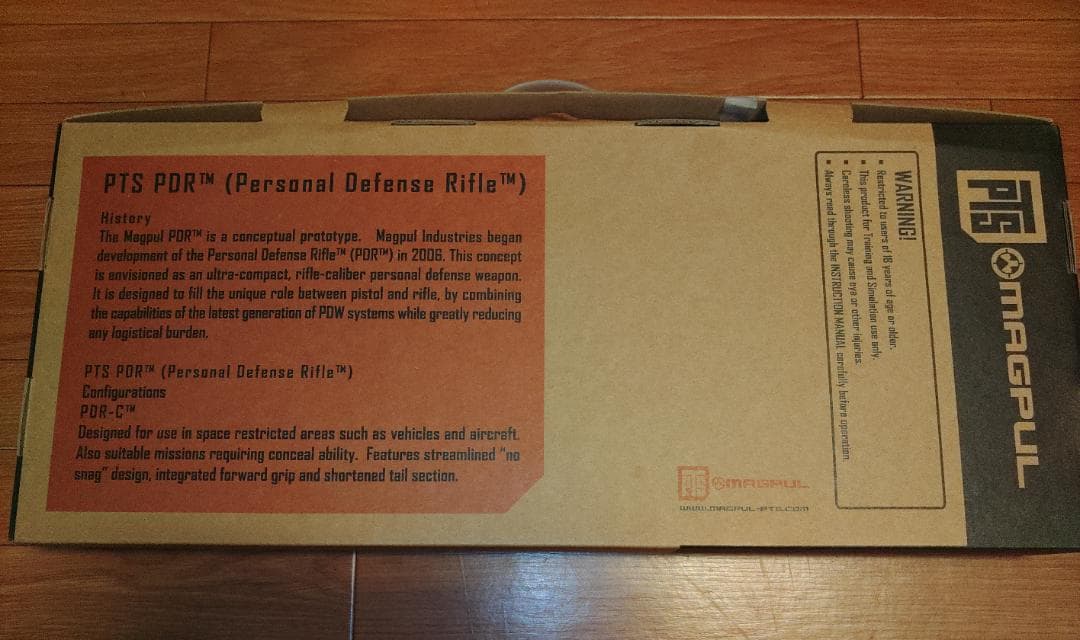 PTS PDR™ (Personal Defense Rifle™)
History
The Magpul PDR™ is a conceptual prototype. Magpul Industries began
development of the Personal Defense Rifle™ (PDR™) in 2006. This concept
is envisioned as an ultra-compact, rifle-caliber personal defense weapon.
It is designed to fill the unique role between pistol and rifle, by combining
the capabilities of the latest generation of PDW systems while greatly reducing
any logistical burden.
PTS PDR™ (Personal Defense Rifle™)
Configurations
PDR-C™
Designed for use in space restricted areas such as vehicles and aircraft.
Also suitable missions requiring conceal ability. Features streamlined "no
snag" design, integrated forward grip and shortened tail section.
PTS MAGPUL
WWW.MAGPUL-PTS.COM
WARNING!
▪ Restricted to users of 18 years of age or older.
▪ This product for Training and Simulation use only.
▪ Careless shooting may cause eye or other injuries.
▪ Always read through the INSTRUCITON MANUAL carefully before operation.
PTS MAGPUL